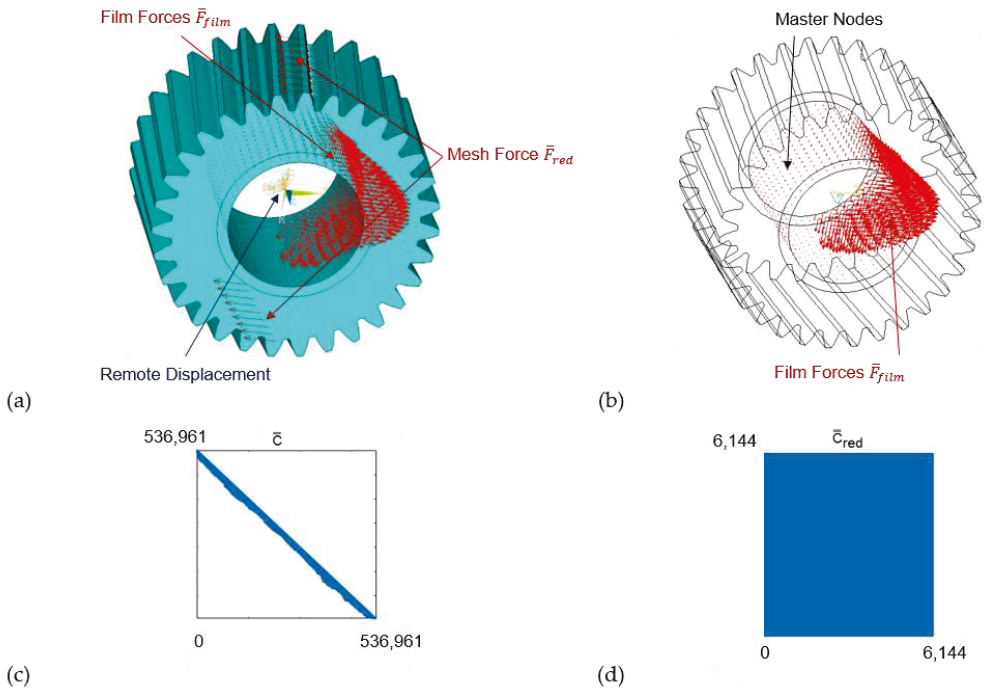 Film Forces F̅film
Mesh Force F̅red
Remote Displacement
(a)
Master Nodes
Film Forces F̅film
(b)
536,961
C̅
0
536,961
(c)
6,144
C̅red
0
6,144
(d)